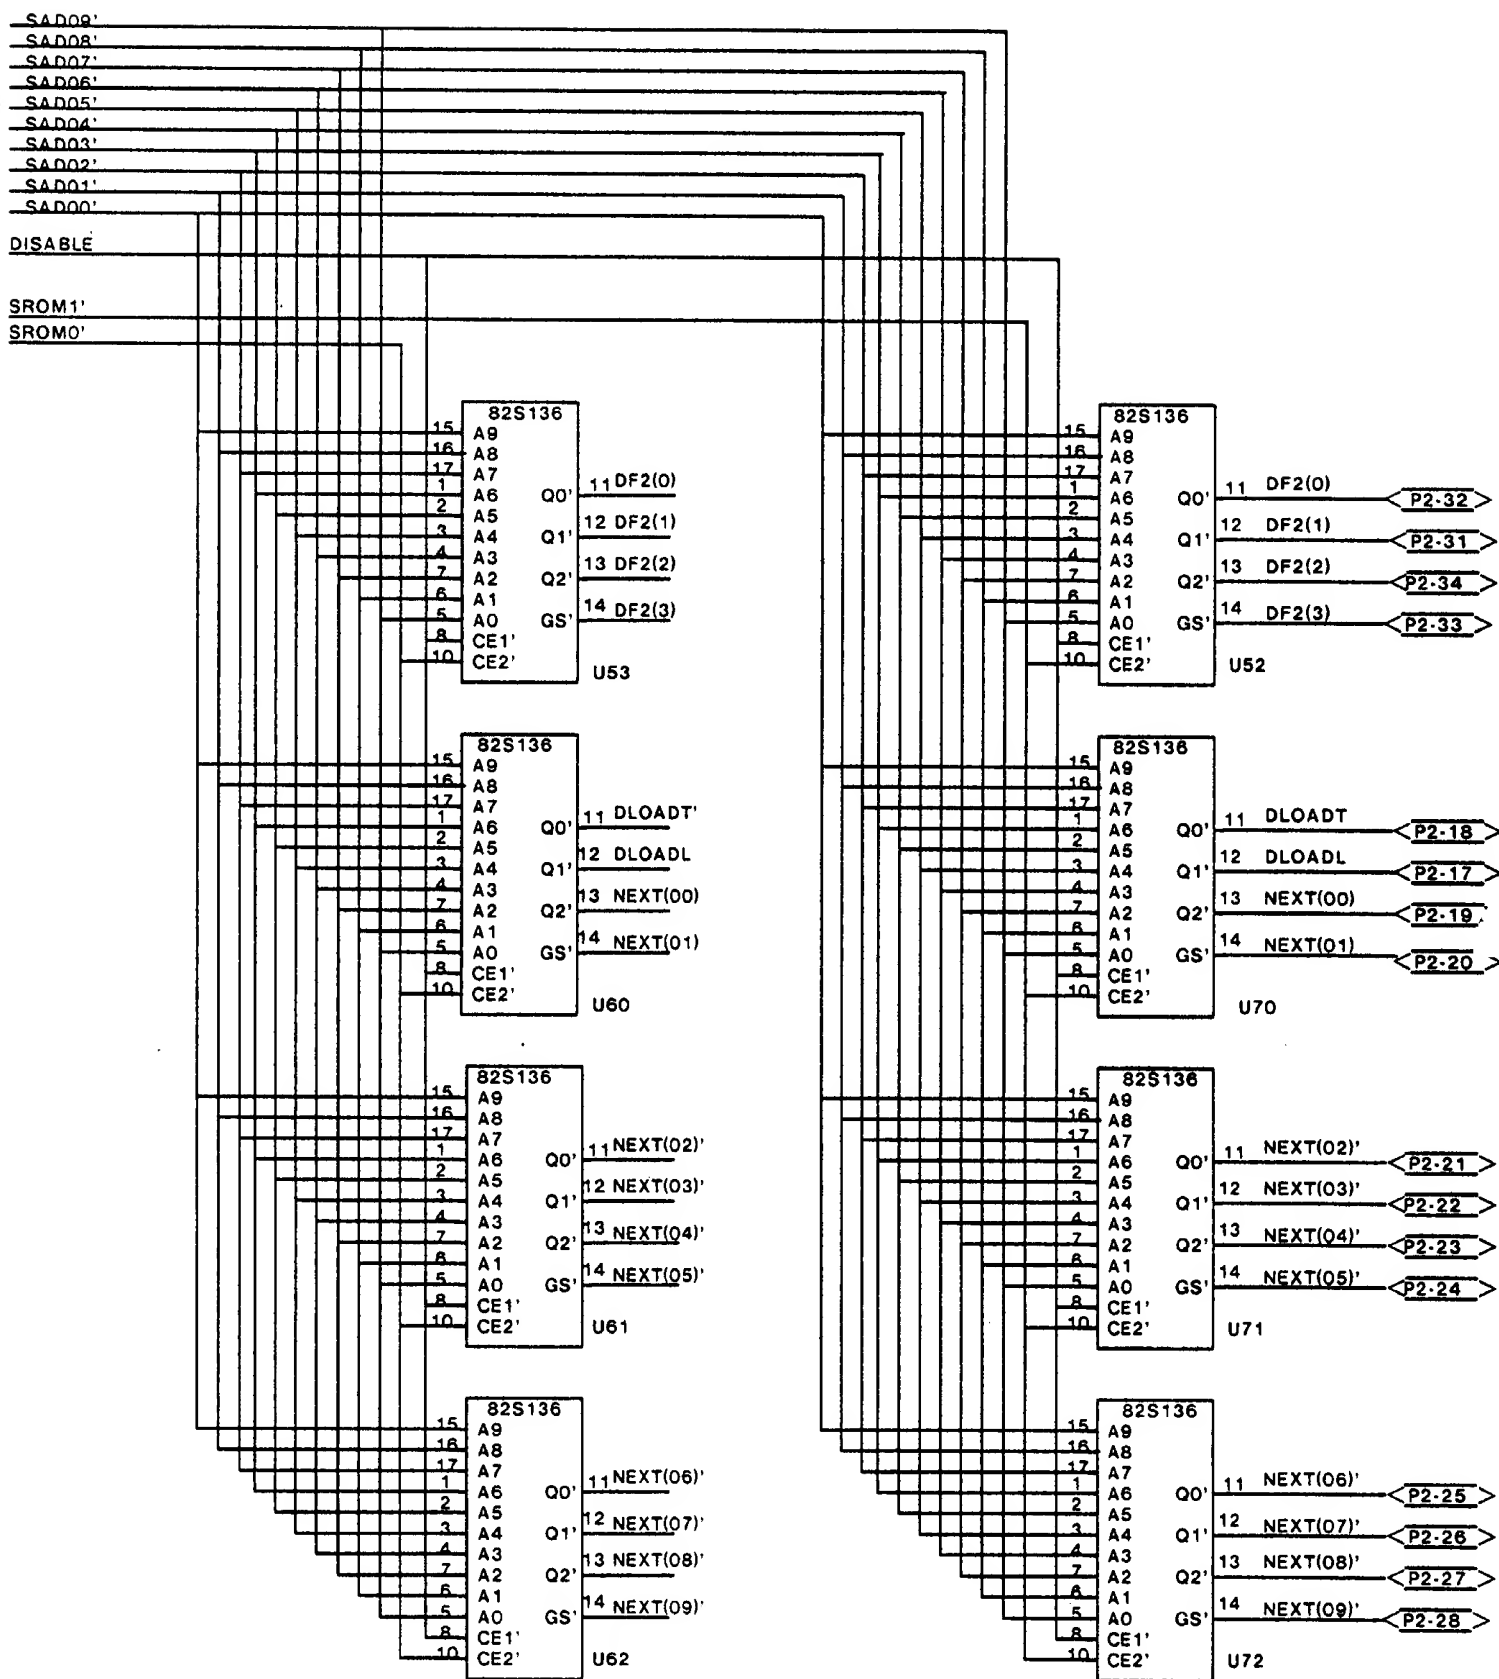 SAD09'
SAD08'
SAD07'
SAD06'
SAD05'
SAD04'
SAD03'
SAD02'
SAD01'
SAD00'
DISABLE
SROM1'
SROM0'
82S136
15 A9
16 A8
17 A7
1 A6 Q0' 11 DF2(0)
2 A5
3 A4 Q1' 12 DF2(1)
4 A3
7 A2 Q2' 13 DF2(2)
6 A1
5 A0 GS' 14 DF2(3)
8 CE1'
10 CE2'
U53
82S136
15 A9
16 A8
17 A7
1 A6 Q0' 11 DF2(0) P2-32
2 A5
3 A4 Q1' 12 DF2(1) P2-31
4 A3
7 A2 Q2' 13 DF2(2) P2-34
6 A1
5 A0 GS' 14 DF2(3) P2-33
8 CE1'
10 CE2'
U52
82S136
15 A9
16 A8
17 A7
1 A6 Q0' 11 DLOADT'
2 A5
3 A4 Q1' 12 DLOADL
4 A3
7 A2 Q2' 13 NEXT(00)
6 A1
5 A0 GS' 14 NEXT(01)
8 CE1'
10 CE2'
U60
82S136
15 A9
16 A8
17 A7
1 A6 Q0' 11 DLOADT P2-18
2 A5
3 A4 Q1' 12 DLOADL P2-17
4 A3
7 A2 Q2' 13 NEXT(00) P2-19
6 A1
5 A0 GS' 14 NEXT(01) P2-20
8 CE1'
10 CE2'
U70
82S136
15 A9
16 A8
17 A7
1 A6 Q0' 11 NEXT(02)'
2 A5
3 A4 Q1' 12 NEXT(03)'
4 A3
7 A2 Q2' 13 NEXT(04)'
6 A1
5 A0 GS' 14 NEXT(05)'
8 CE1'
10 CE2'
U61
82S136
15 A9
16 A8
17 A7
1 A6 Q0' 11 NEXT(02)' P2-21
2 A5
3 A4 Q1' 12 NEXT(03)' P2-22
4 A3
7 A2 Q2' 13 NEXT(04)' P2-23
6 A1
5 A0 GS' 14 NEXT(05)' P2-24
8 CE1'
10 CE2'
U71
82S136
15 A9
16 A8
17 A7
1 A6 Q0' 11 NEXT(06)'
2 A5
3 A4 Q1' 12 NEXT(07)'
4 A3
7 A2 Q2' 13 NEXT(08)'
6 A1
5 A0 GS' 14 NEXT(09)'
8 CE1'
10 CE2'
U62
82S136
15 A9
16 A8
17 A7
1 A6 Q0' 11 NEXT(06)' P2-25
2 A5
3 A4 Q1' 12 NEXT(07)' P2-26
4 A3
7 A2 Q2' 13 NEXT(08)' P2-27
6 A1
5 A0 GS' 14 NEXT(09)' P2-28
8 CE1'
10 CE2'
U72